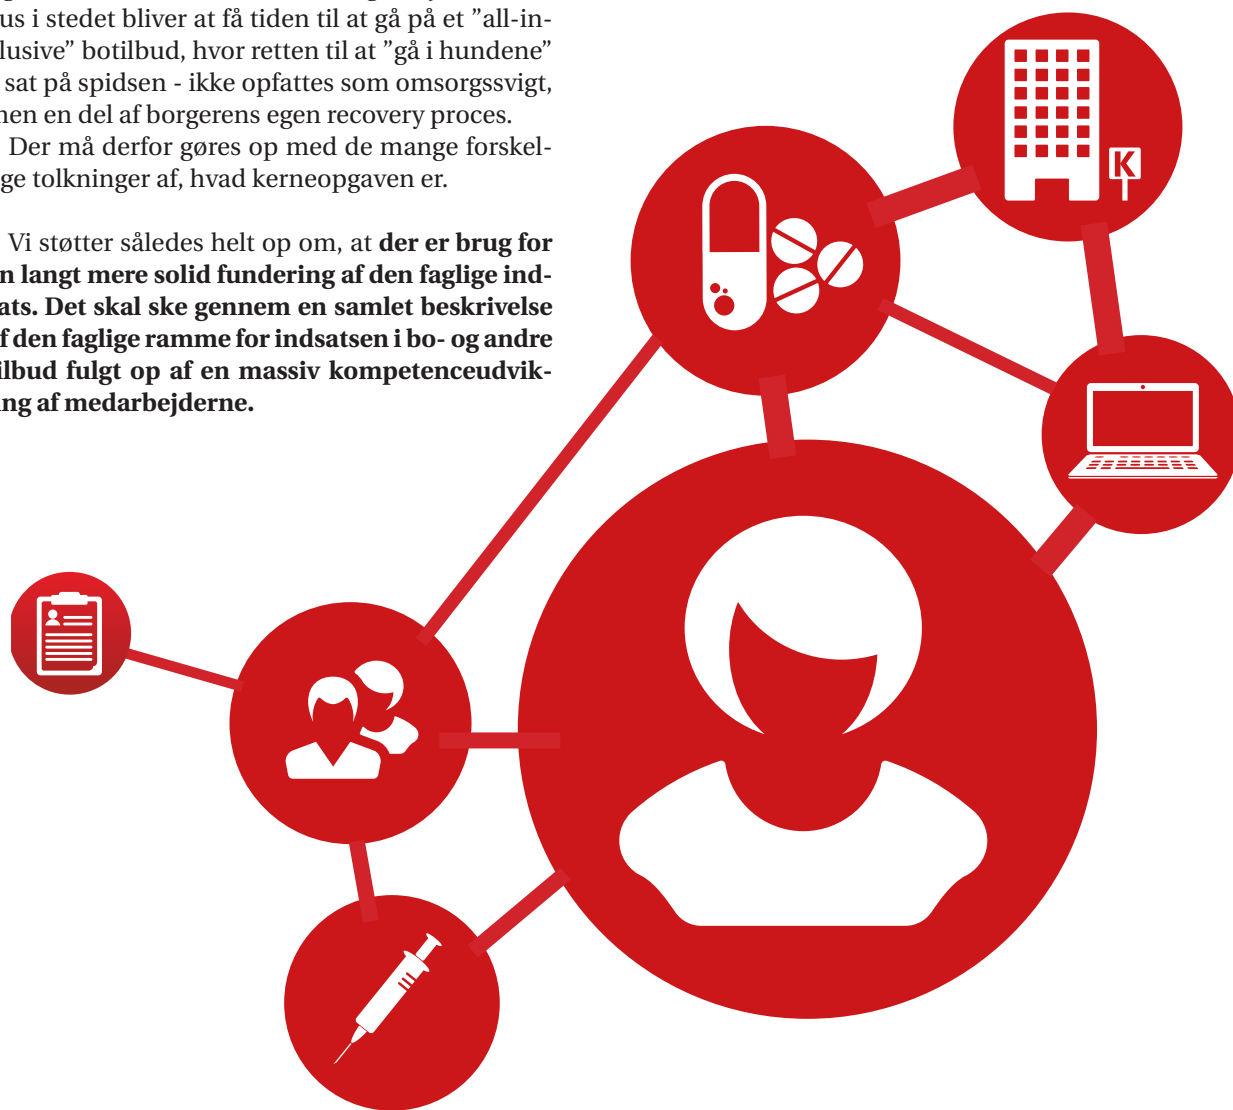 us i stedet bliver at få tiden til at gå på et ”all-in-
lusive” botilbud, hvor retten til at ”gå i hundene”
sat på spidsen - ikke opfattes som omsorgssvigt,
en del af borgerens egen recovery proces.
Der må derfor gøres op med de mange forskel-
ge tolkninger af, hvad kerneopgaven er.
Vi støtter således helt op om, at der er brug for
n langt mere solid fundering af den faglige ind-
ats. Det skal ske gennem en samlet beskrivelse
f den faglige ramme for indsatsen i bo- og andre
ilbud fulgt op af en massiv kompetenceudvik-
ng af medarbejderne.
K